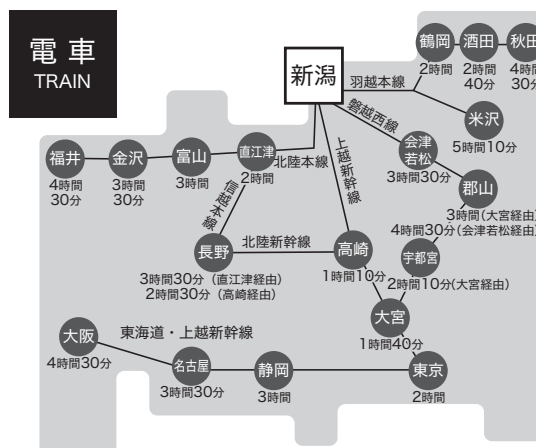 電車
TRAIN
新潟
羽越本線
鶴岡
2時間
酒田
2時間
40分
秋田
4時間
30分
米沢
5時間10分
磐越西線
会津
若松
3時間30分
郡山
3時間(大宮経由)
4時間30分(会津若松経由)
宇都宮
2時間10分(大宮経由)
上越新幹線
北陸本線
直江津
2時間
富山
3時間
金沢
3時間
30分
福井
4時間
30分
信越本線
長野
3時間30分(直江津経由)
2時間30分(高崎経由)
北陸新幹線
高崎
1時間10分
大宮
1時間40分
東京
2時間
静岡
3時間
名古屋
3時間30分
大阪
4時間30分
東海道・上越新幹線